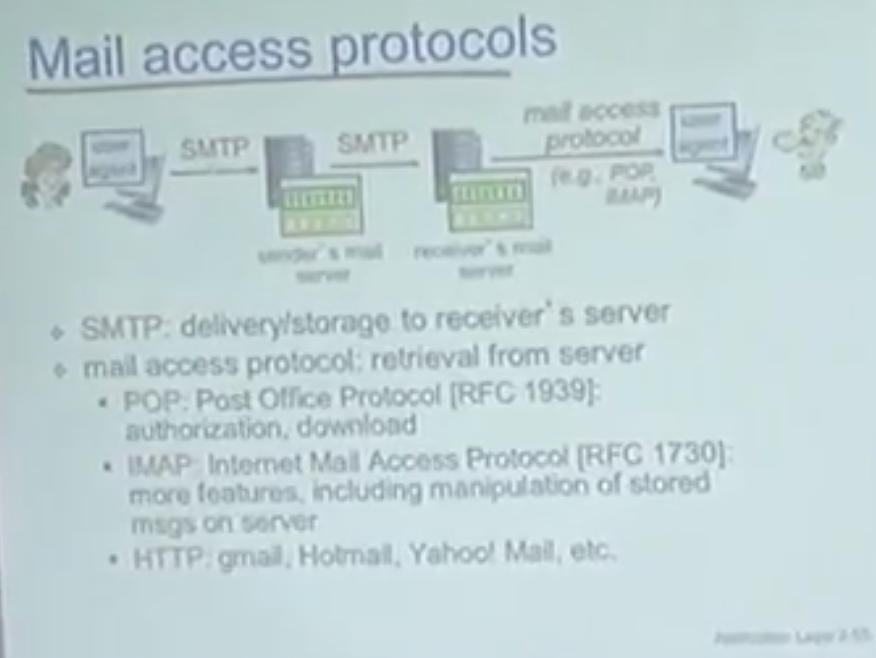 Mail access protocols
user
agent
SMTP
SMTP
mail access
protocol
(e.g., POP,
IMAP)
user
agent
sender's mail
server
receiver's mail
server
SMTP: delivery/storage to receiver's server
mail access protocol: retrieval from server
POP: Post Office Protocol [RFC 1939]:
authorization, download
IMAP: Internet Mail Access Protocol [RFC 1730]:
more features, including manipulation of stored
msgs on server
HTTP: gmail, Hotmail, Yahoo! Mail, etc.
Application Layer